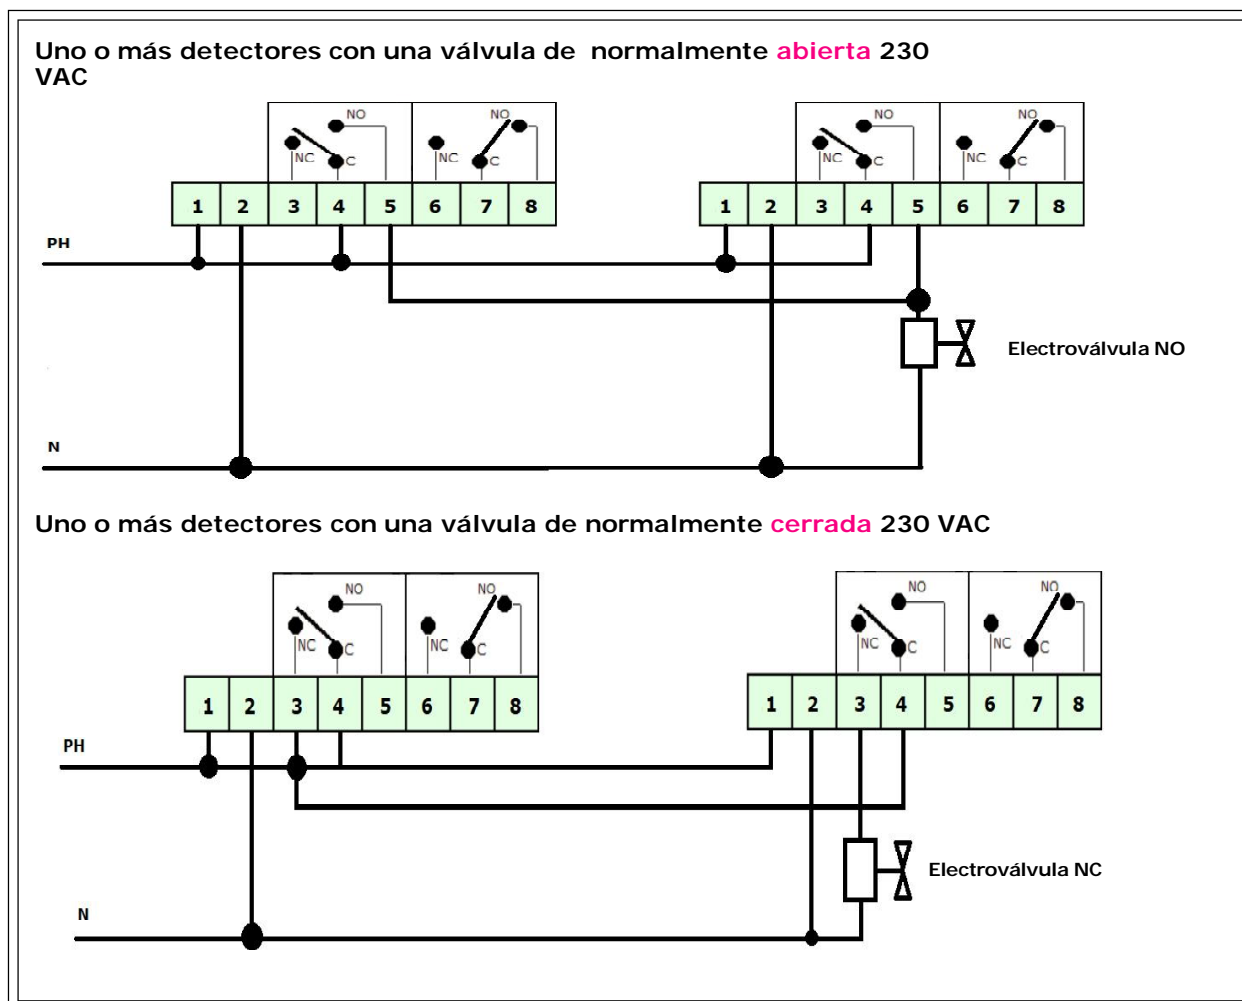 Uno o más detectores con una válvula de normalmente abierta 230
VAC
NO NO NO NO
NC C NC C NC C NC C
1 2 3 4 5 6 7 8 1 2 3 4 5 6 7 8
PH
Electroválvula NO
N
Uno o más detectores con una válvula de normalmente cerrada 230 VAC
NO NO NO NO
NC C NC C NC C NC C
1 2 3 4 5 6 7 8 1 2 3 4 5 6 7 8
PH
Electroválvula NC
N